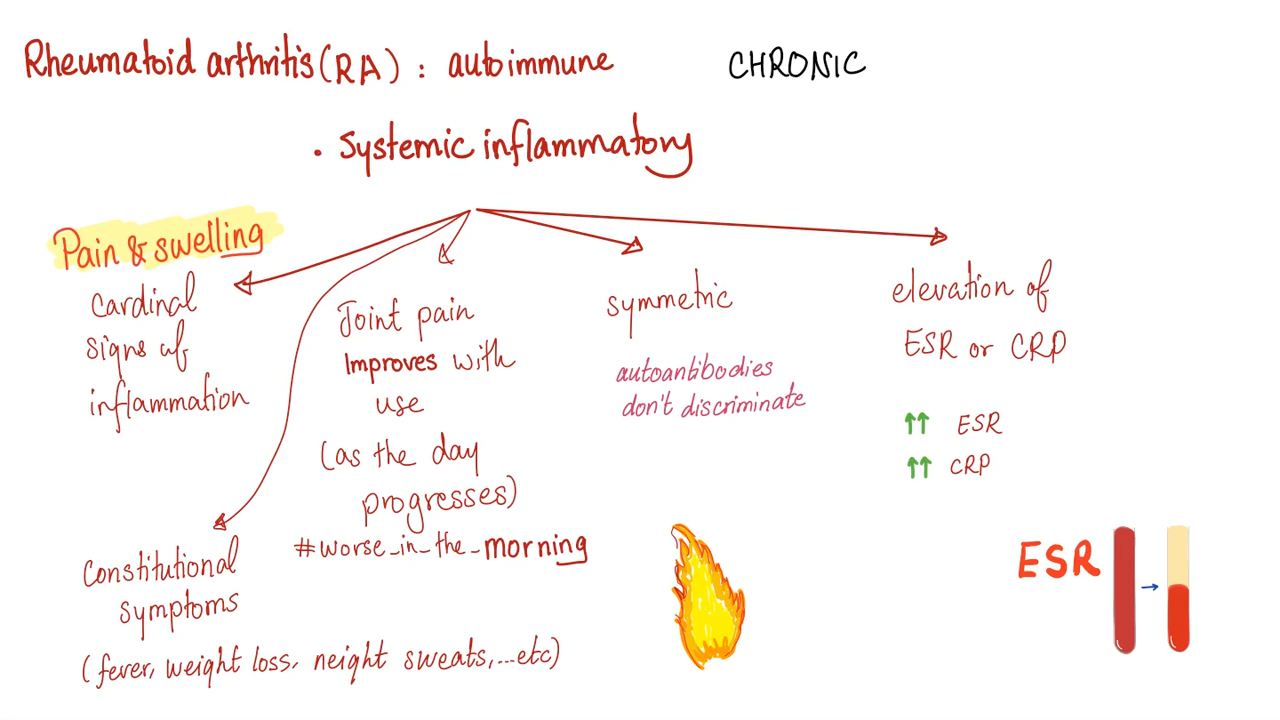 Rheumatoid arthritis (RA) : autoimmune
CHRONIC
• Systemic inflammatory
Pain & swelling
Cardinal
signs of
inflammation
Joint pain
Improves with
use
(as the day
progresses)
#worse_in_the_morning
symmetric
autoantibodies
don't discriminate
elevation of
ESR or CRP
↑↑ ESR
↑↑ CRP
Constitutional
symptoms
(fever, weight loss, neight sweats,...etc)
ESR